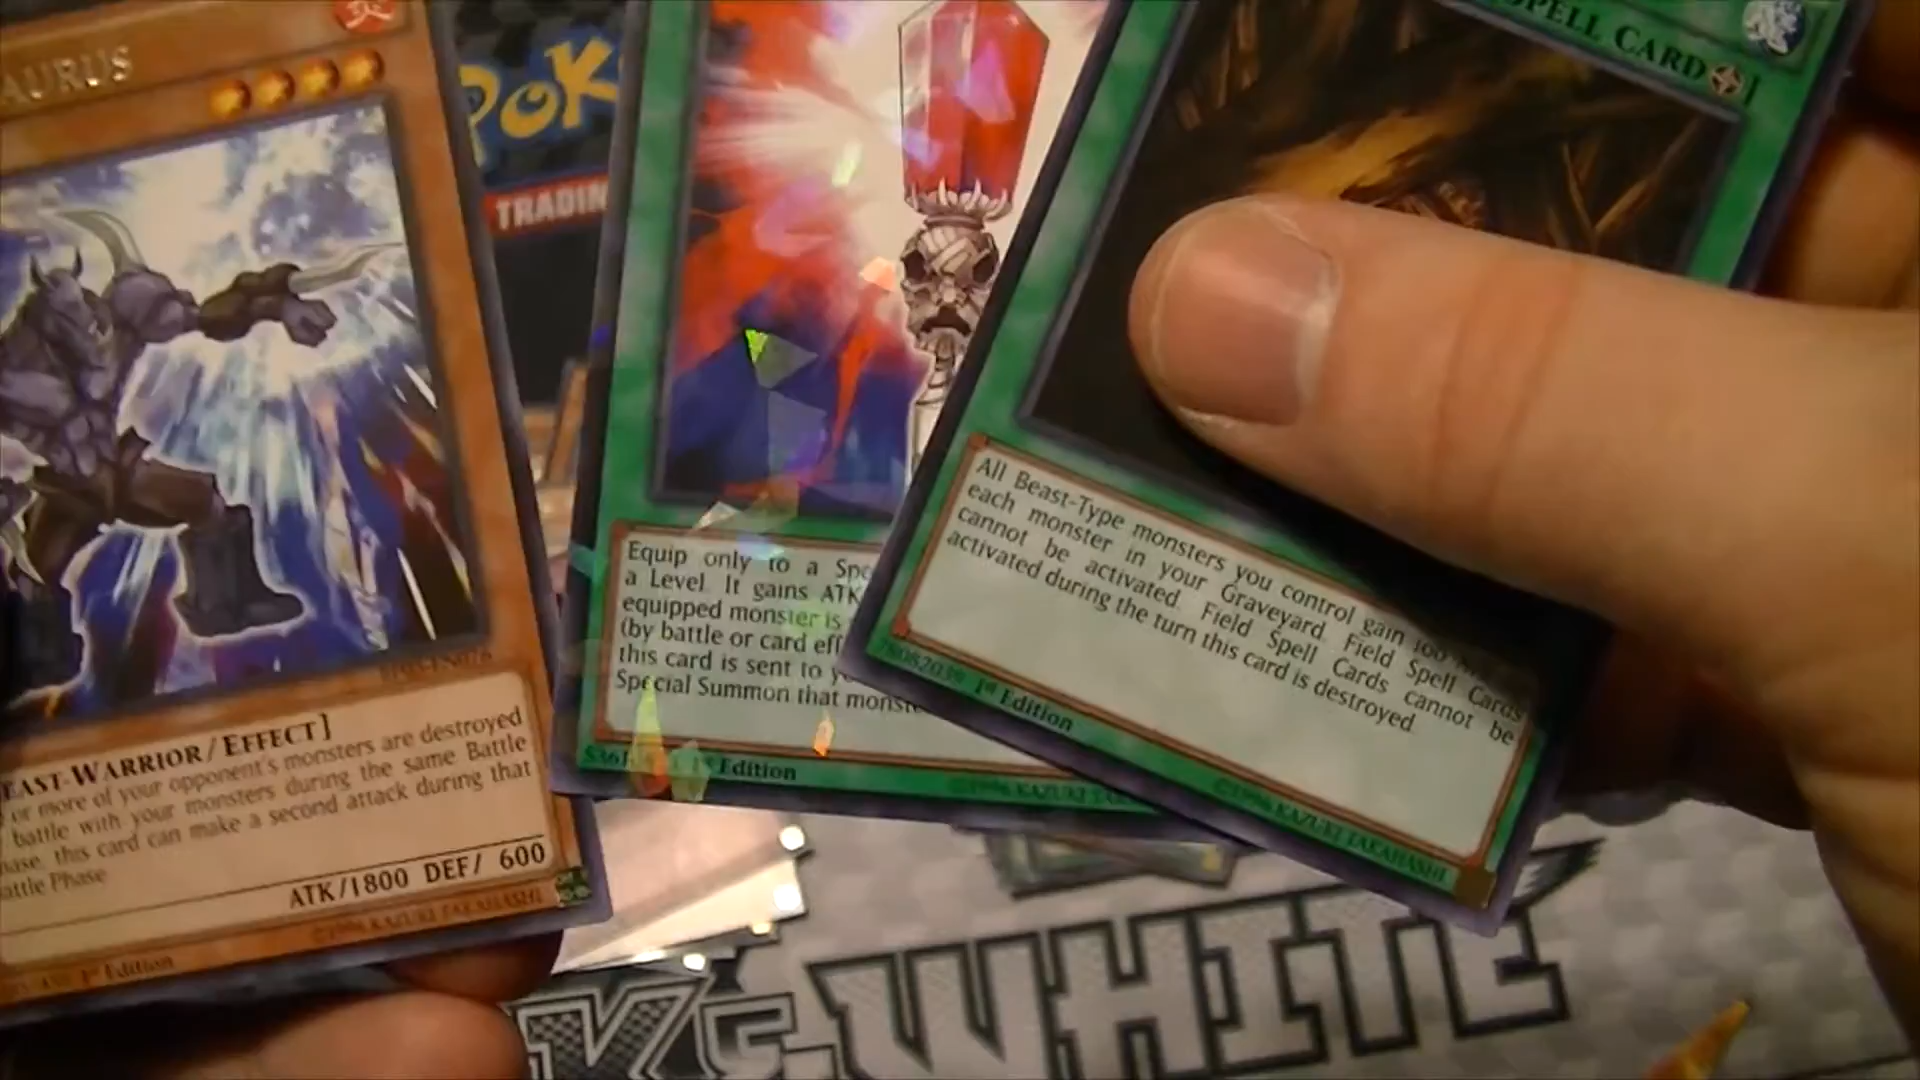 AURUS
炎
EAST-WARRIOR/EFFECT]
or more of your opponent's monsters are destroyed
battle with your monsters during the same Battle
hase, this card can make a second attack during that
attle Phase
ATK/1800 DEF/ 600
©1996 KAZUKI TAKAHASHI
1st Edition
POK
TRADIN
Equip only to a Spe
a Level. It gains ATK
equipped monster is
(by battle or card eff
this card is sent to y
Special Summon that monste
1st Edition
©1996 KAZUKI TA
SPELL CARD
All Beast-Type monsters you control gain 100
each monster in your Graveyard. Field Spell Cards
cannot be activated. Field Spell Cards cannot be
activated during the turn this card is destroyed.
1st Edition
©1996 KAZUKI TAKAHASHI
K & WHITE